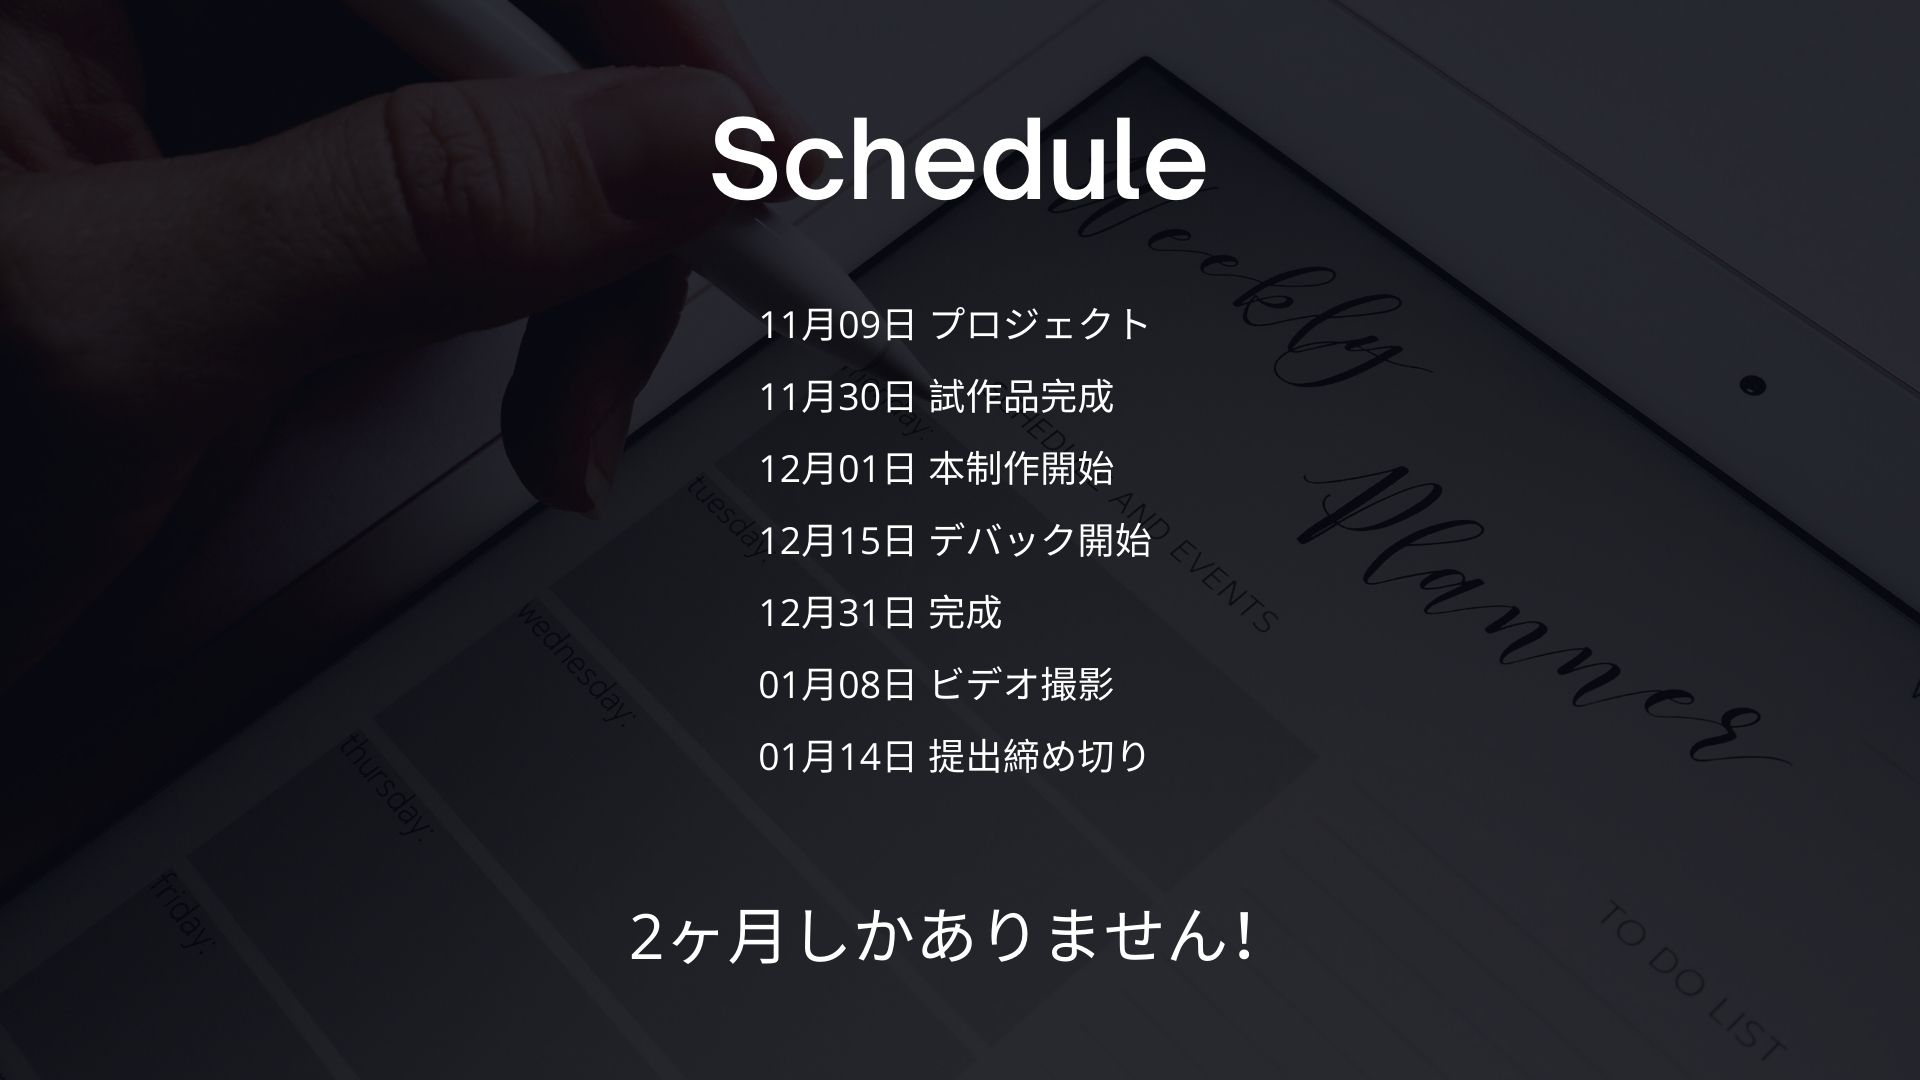 Schedule
11月09日 プロジェクト
11月30日 試作品完成
12月01日 本制作開始
12月15日 デバック開始
12月31日 完成
01月08日 ビデオ撮影
01月14日 提出締め切り
2ヶ月しかありません!
Weekly
Planner
SCHEDULE AND EVENTS
tuesday:
wednesday:
thursday:
friday:
TO DO LIST